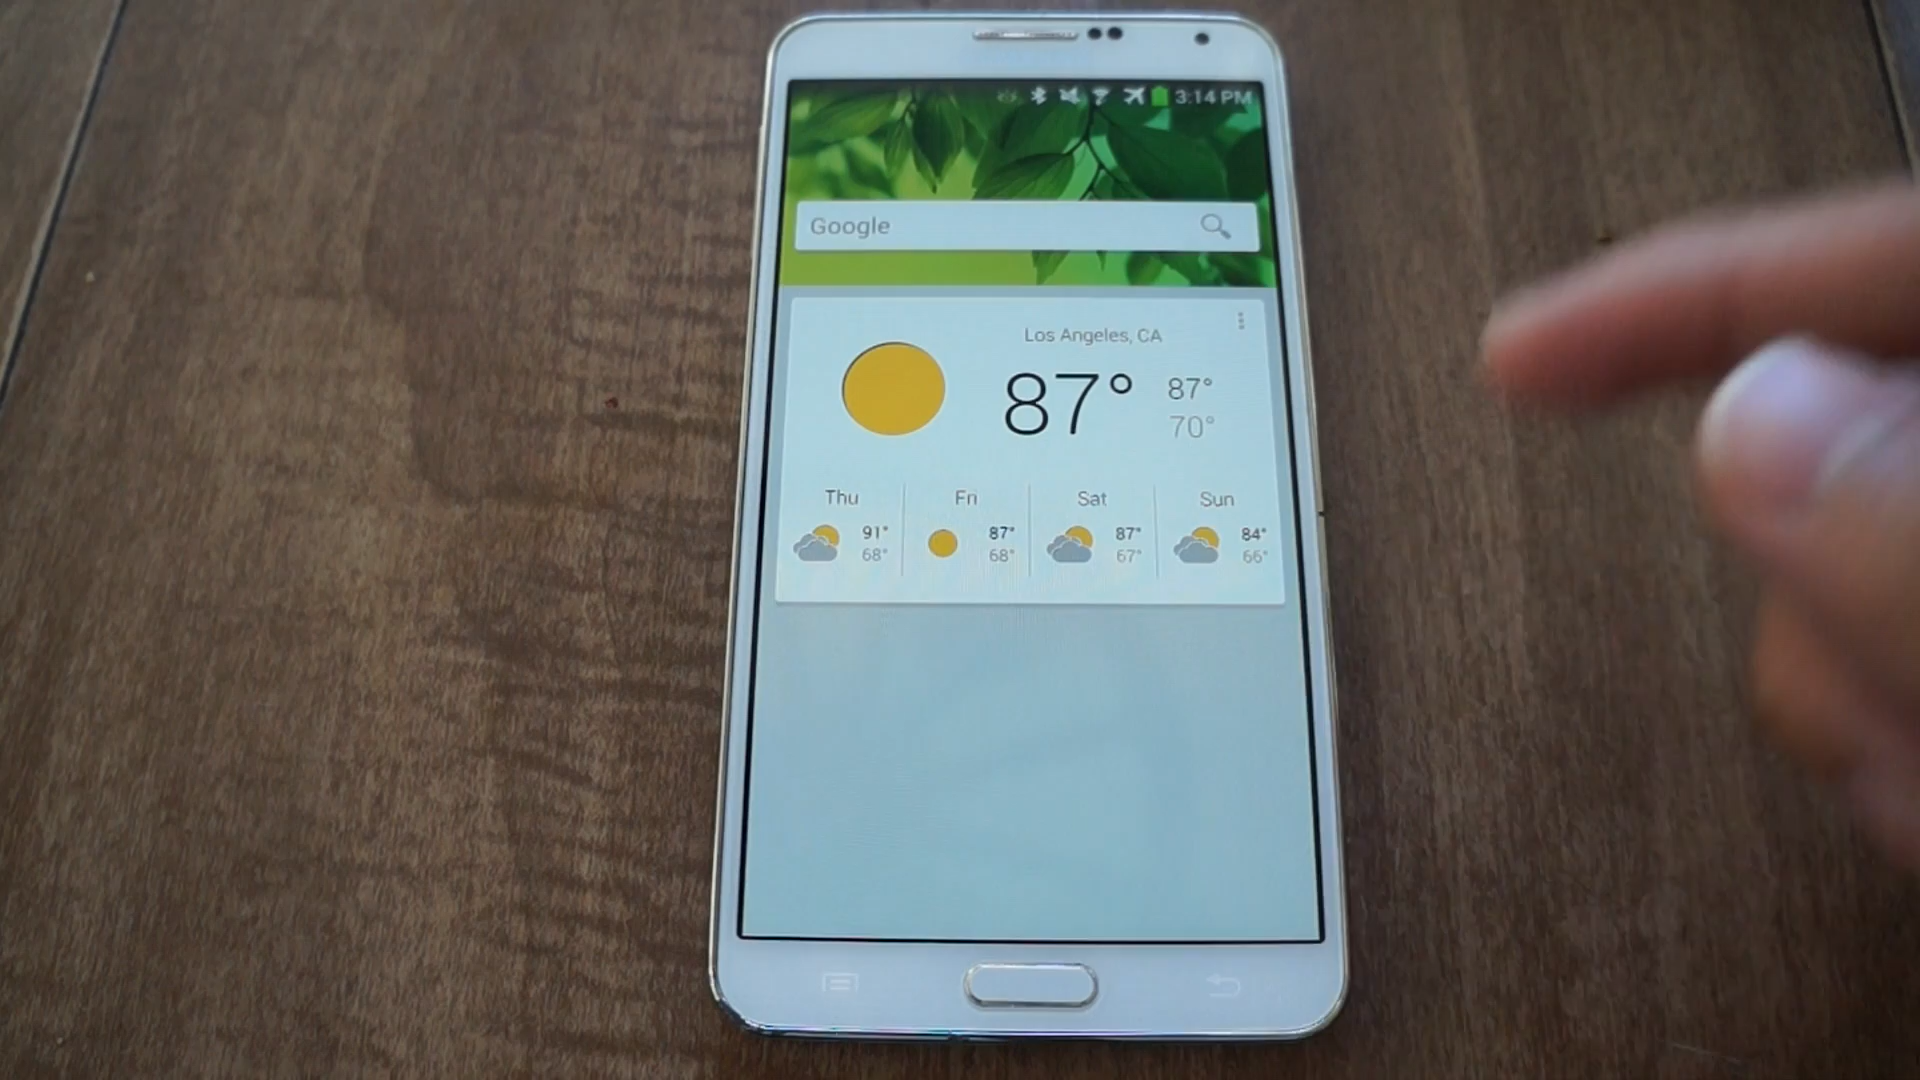 3:14 PM
Google
Los Angeles, CA
87° 87°
70°
Thu Fri Sat Sun
91° 87° 87° 84°
68° 68° 67° 66°